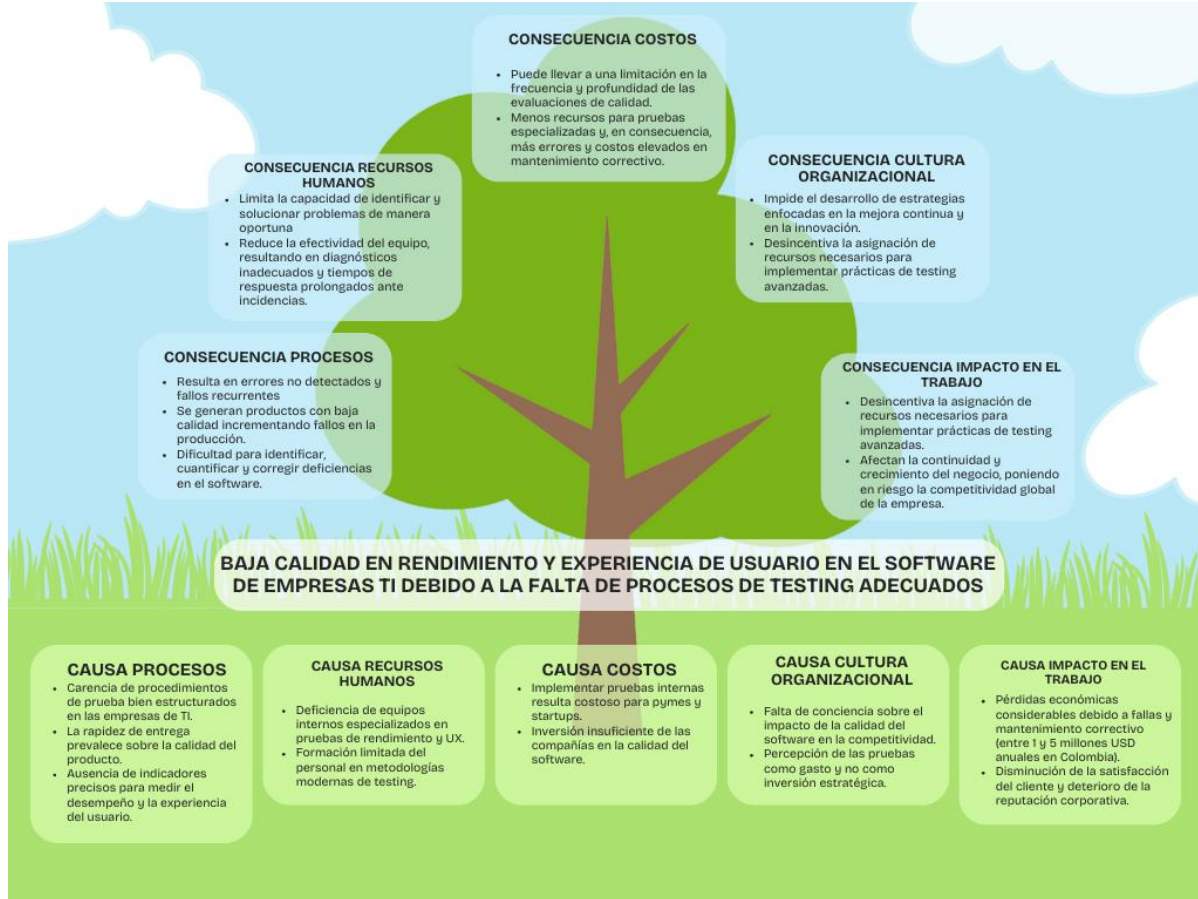 CONSECUENCIA COSTOS
• Puede llevar a una limitación en la
frecuencia y profundidad de las
evaluaciones de calidad.
• Menos recursos para pruebas
especializadas y, en consecuencia,
más errores y costos elevados en
mantenimiento correctivo.
CONSECUENCIA RECURSOS
HUMANOS
• Limita la capacidad de identificar y
solucionar problemas de manera
oportuna
• Reduce la efectividad del equipo,
resultando en diagnósticos
inadecuados y tiempos de
respuesta prolongados ante
incidencias.
CONSECUENCIA CULTURA
ORGANIZACIONAL
• Impide el desarrollo de estrategias
enfocadas en la mejora continua y
en la innovación.
• Desincentiva la asignación de
recursos necesarios para
implementar prácticas de testing
avanzadas.
CONSECUENCIA PROCESOS
• Resulta en errores no detectados y
fallos recurrentes
• Se generan productos con baja
calidad incrementando fallos en la
producción.
• Dificultad para identificar,
cuantificar y corregir deficiencias
en el software.
CONSECUENCIA IMPACTO EN EL
TRABAJO
• Desincentiva la asignación de
recursos necesarios para
implementar prácticas de testing
avanzadas.
• Afectan la continuidad y
crecimiento del negocio, poniendo
en riesgo la competitividad global
de la empresa.
BAJA CALIDAD EN RENDIMIENTO Y EXPERIENCIA DE USUARIO EN EL SOFTWARE
DE EMPRESAS TI DEBIDO A LA FALTA DE PROCESOS DE TESTING ADECUADOS
CAUSA PROCESOS
• Carencia de procedimientos
de prueba bien estructurados
en las empresas de TI.
• La rapidez de entrega
prevalece sobre la calidad del
producto.
• Ausencia de indicadores
precisos para medir el
desempeño y la experiencia
del usuario.
CAUSA RECURSOS
HUMANOS
• Deficiencia de equipos
internos especializados en
pruebas de rendimiento y UX.
• Formación limitada del
personal en metodologías
modernas de testing.
CAUSA COSTOS
• Implementar pruebas internas
resulta costoso para pymes y
startups.
• Inversión insuficiente de las
compañías en la calidad del
software.
CAUSA CULTURA
ORGANIZACIONAL
• Falta de conciencia sobre el
impacto de la calidad del
software en la competitividad.
• Percepción de las pruebas
como gasto y no como
inversión estratégica.
CAUSA IMPACTO EN EL
TRABAJO
• Pérdidas económicas
considerables debido a fallas y
mantenimiento correctivo
(entre 1 y 5 millones USD
anuales en Colombia).
• Disminución de la satisfacción
del cliente y deterioro de la
reputación corporativa.